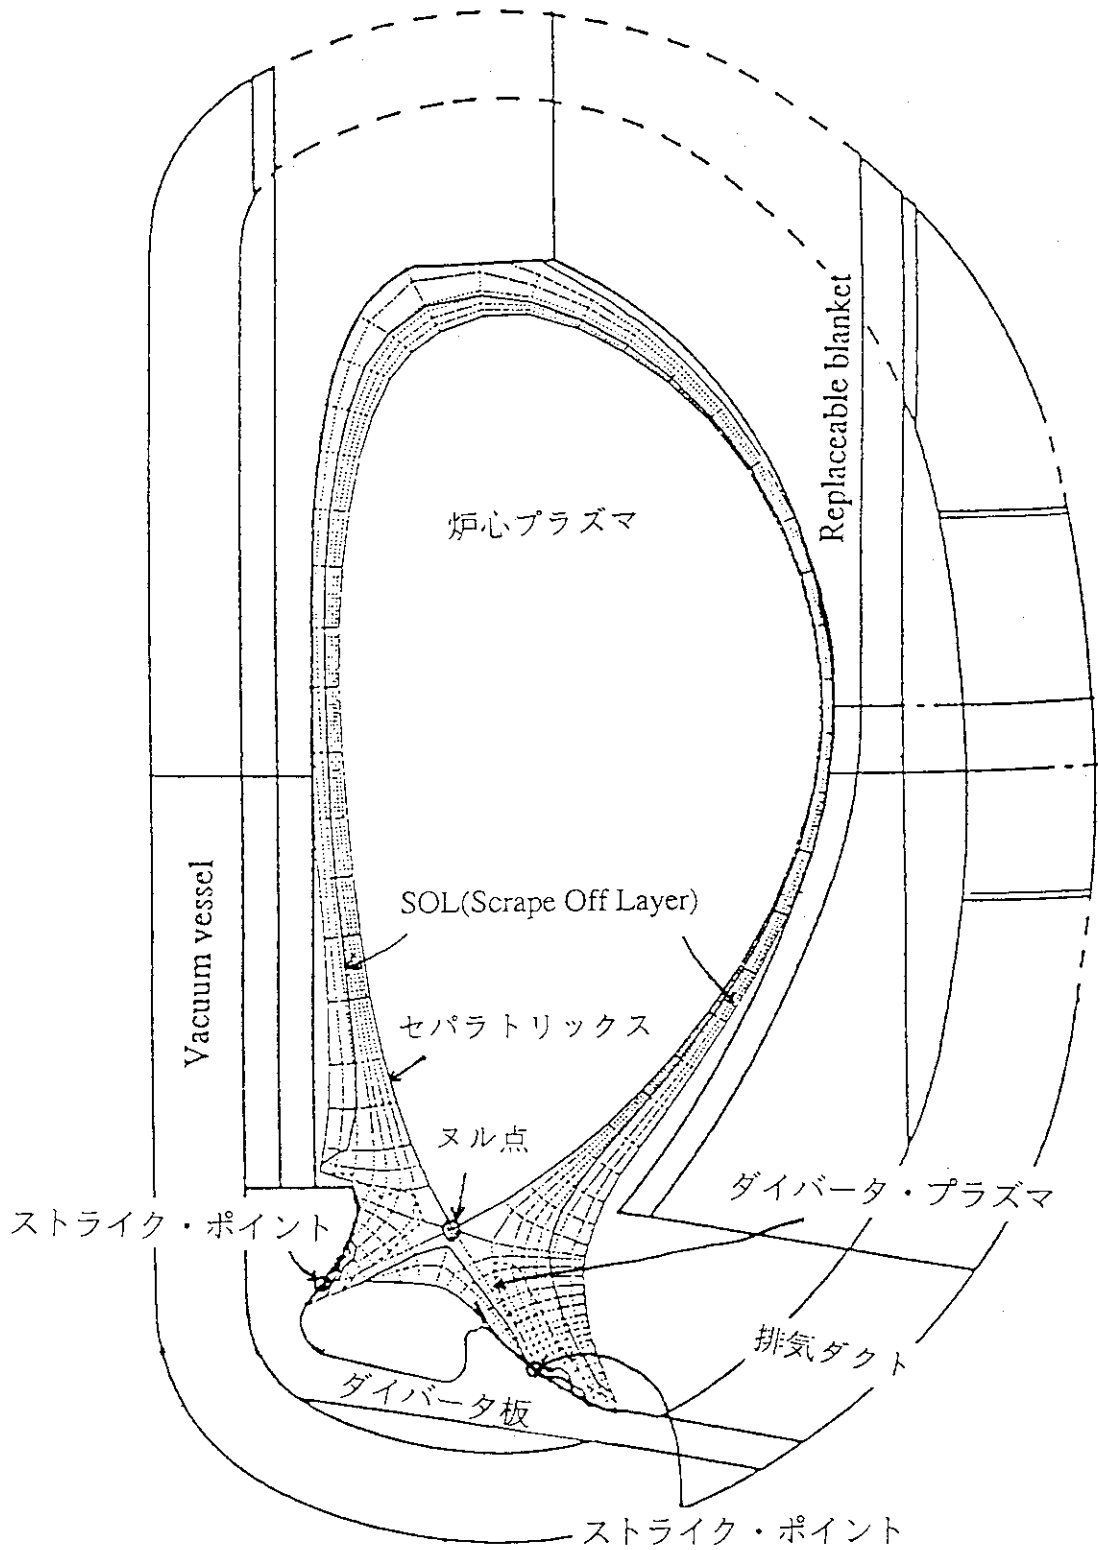 Replaceable blanket
炉心プラズマ
Vacuum vessel
SOL(Scrape Off Layer)
セパラトリックス
ヌル点
ダイバータ・プラズマ
ストライク・ポイント
排気ダクト
ダイバータ板
ストライク・ポイント